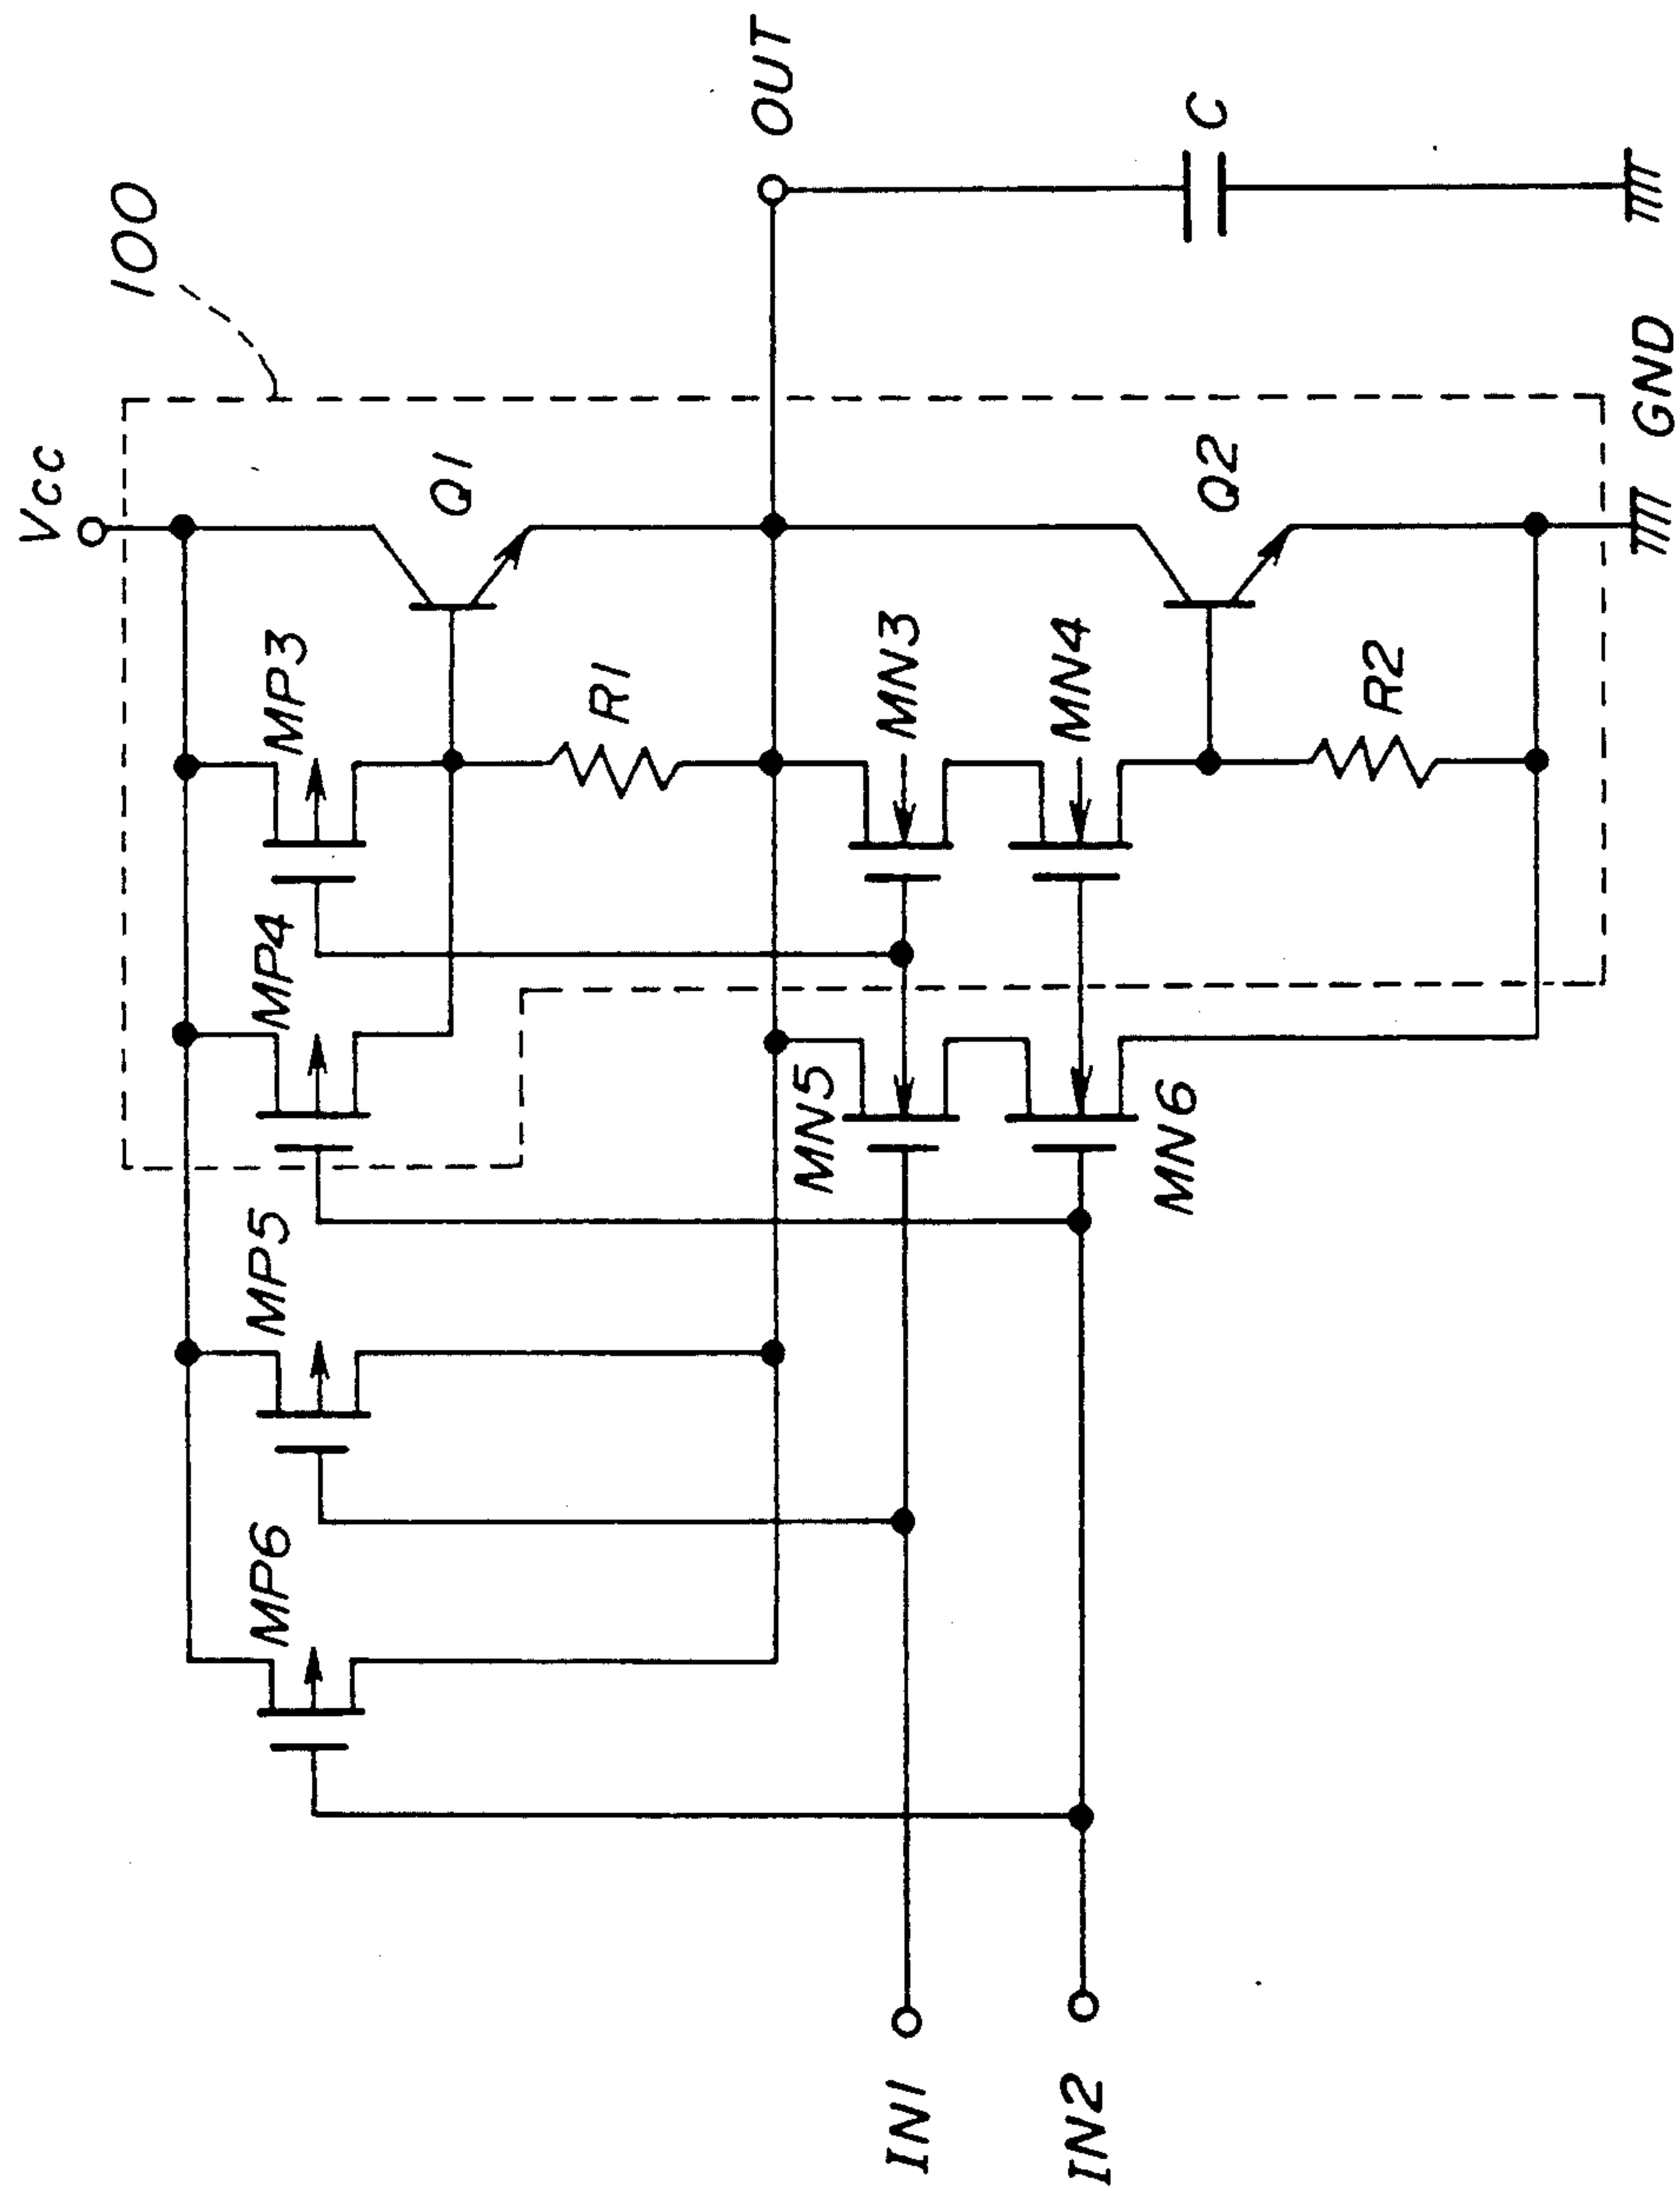 Vcc
100
MP6
MP5
MP4
MP3
Q1
R1
OUT
MN5
MN3
IN1
MN4
IN2
MN6
Q2
C
R2
GND